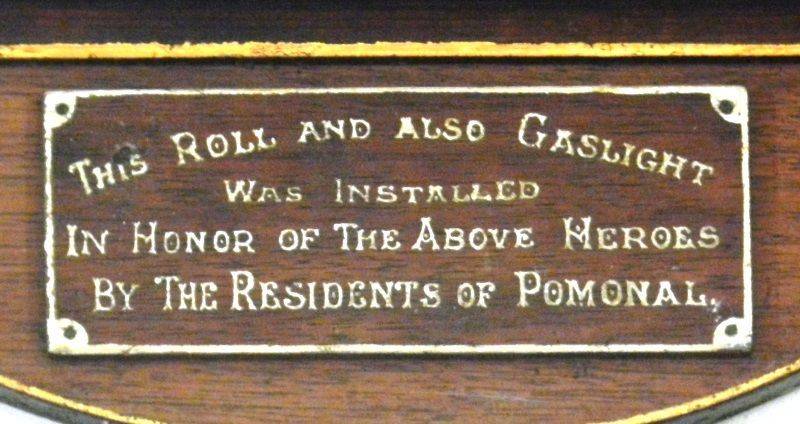 This Roll and also Gaslight
Was Installed
In Honor of The Above Heroes
By The Residents of Pomonal.